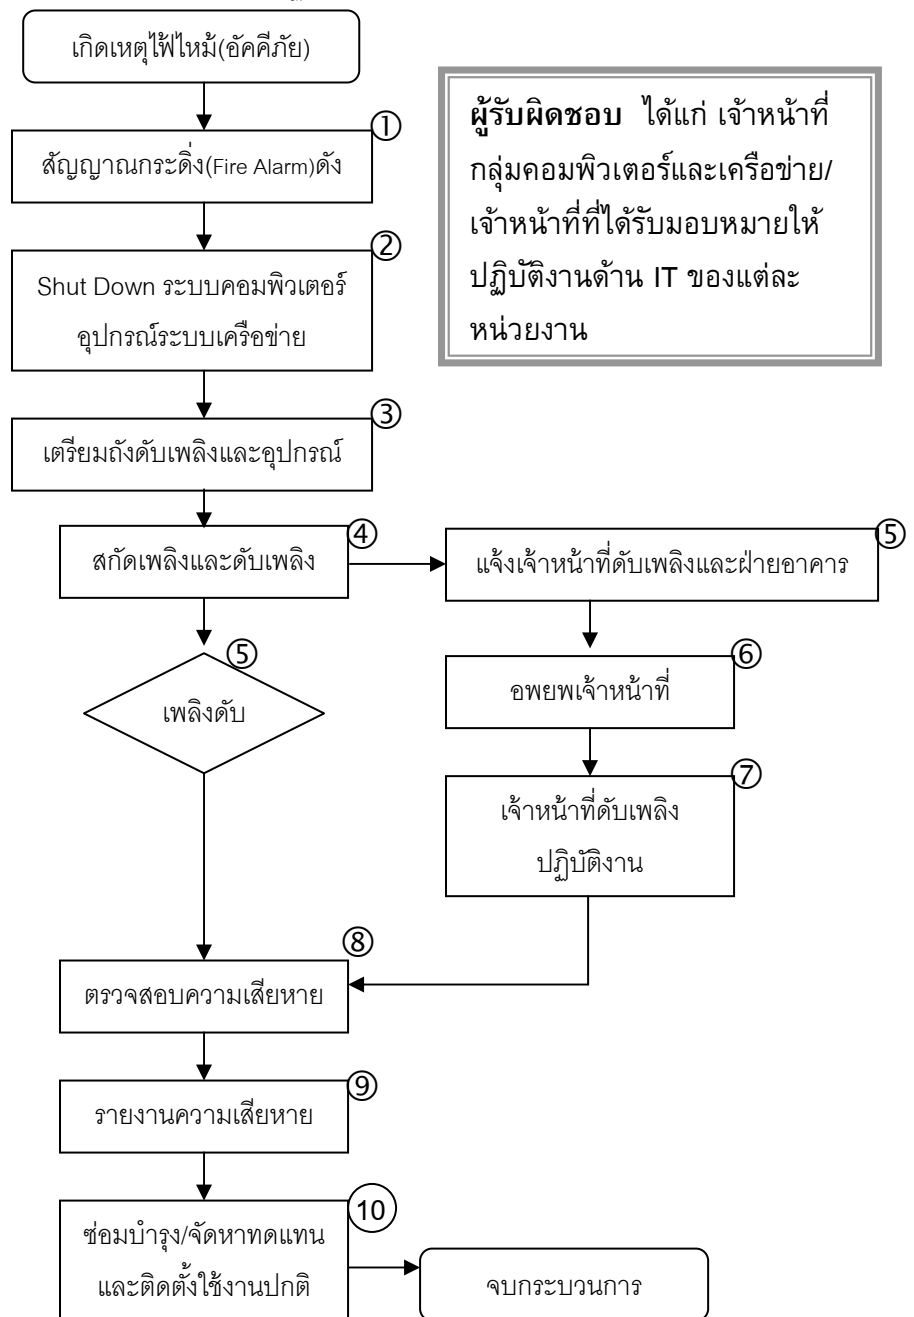 เกิดเหตุไฟไหม้(อัคคีภัย)
①
สัญญาณกระดิ่ง(Fire Alarm)ดัง
ผู้รับผิดชอบ ได้แก่ เจ้าหน้าที่
กลุ่มคอมพิวเตอร์และเครือข่าย/
เจ้าหน้าที่ที่ได้รับมอบหมายให้
ปฏิบัติงานด้าน IT ของแต่ละ
หน่วยงาน
②
Shut Down ระบบคอมพิวเตอร์
อุปกรณ์ระบบเครือข่าย
③
เตรียมถังดับเพลิงและอุปกรณ์
④
สกัดเพลิงและดับเพลิง
⑤
แจ้งเจ้าหน้าที่ดับเพลิงและฝ่ายอาคาร
⑤
เพลิงดับ
⑥
อพยพเจ้าหน้าที่
⑦
เจ้าหน้าที่ดับเพลิง
ปฏิบัติงาน
⑧
ตรวจสอบความเสียหาย
⑨
รายงานความเสียหาย
10
ซ่อมบำรุง/จัดหาทดแทน
และติดตั้งใช้งานปกติ
จบกระบวนการ